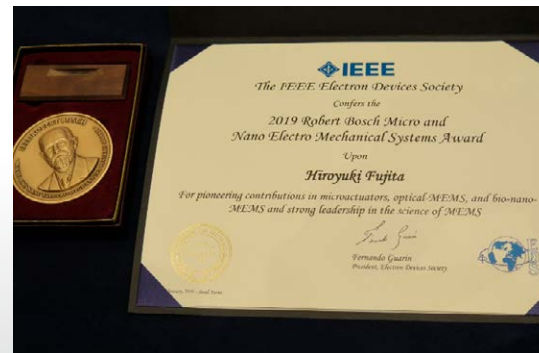 IEEE
The IEEE Electron Devices Society
Confers the
2019 Robert Bosch Micro and
Nano Electro Mechanical Systems Award
Upon
Hiroyuki Fujita
For pioneering contributions in microactuators, optical-MEMS, and bio-nano-
MEMS and strong leadership in the science of MEMS
Fernando Guarin
President, Electron Devices Society